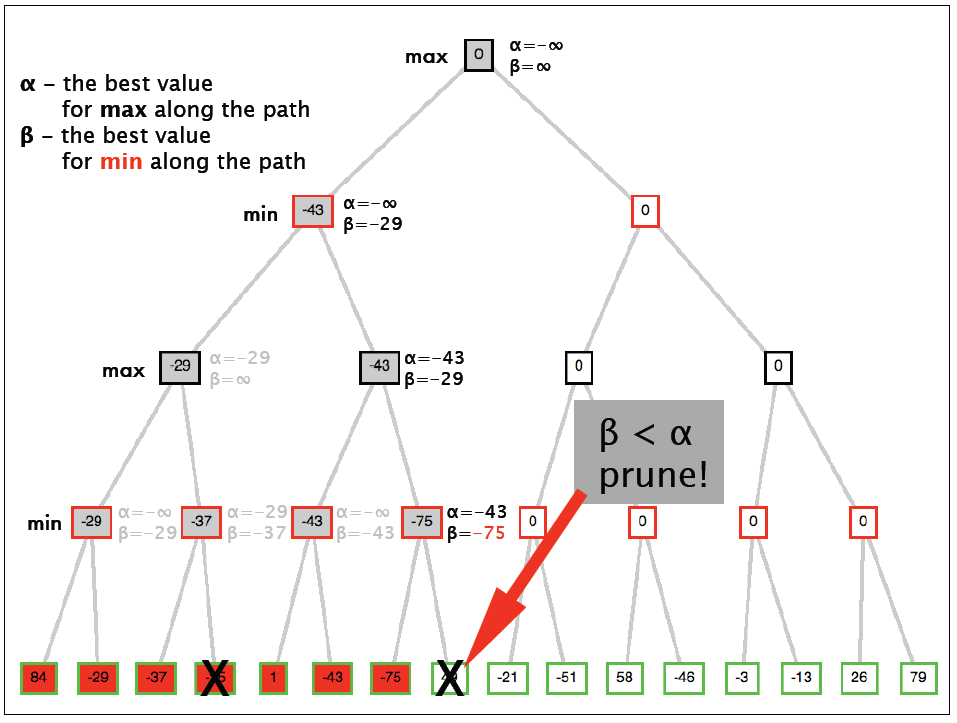 max 0 α=-∞
β=∞
α - the best value
for max along the path
β - the best value
for min along the path
min -43 α=-∞
β=-29
0
max -29 α=-29
β=∞
-43 α=-43
β=-29
0
0
β < α
prune!
min -29 α=-∞
β=-29
-37 α=-29
β=-37
-43 α=-∞
β=-43
-75 α=-43
β=-75
0 0 0 0
84 -29 -37 X 1 -43 -75 X -21 -51 58 -46 -3 -13 26 79